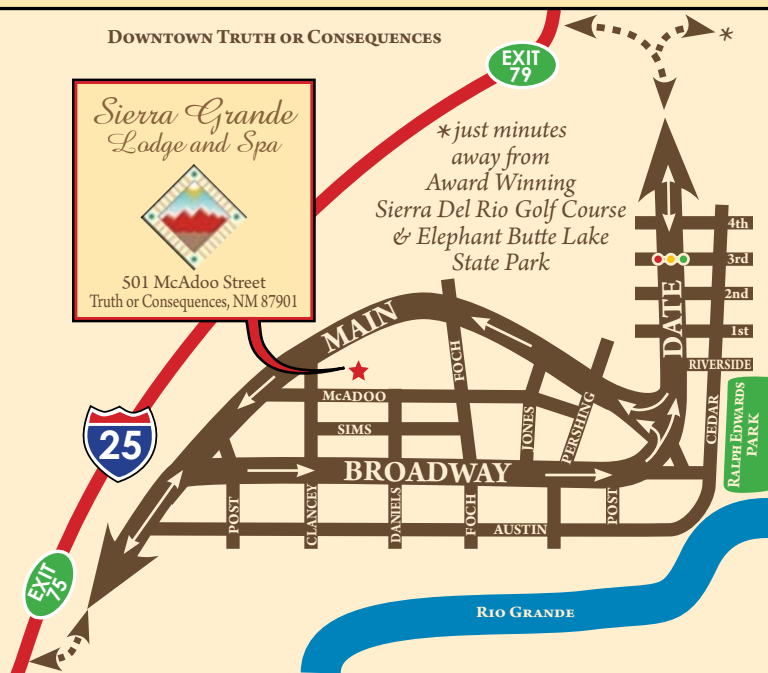 DOWNTOWN TRUTH OR CONSEQUENCES
EXIT
79
*
Sierra Grande
Lodge and Spa
501 McAdoo Street
Truth or Consequences, NM 87901
* just minutes
away from
Award Winning
Sierra Del Rio Golf Course
& Elephant Butte Lake
State Park
4th
3rd
2nd
1st
DATE
RIVERSIDE
CEDAR
RALPH EDWARDS
PARK
MAIN
FOCH
McADOO
SIMS
JONES
PERSHING
BROADWAY
25
POST
CLANCEY
DANIELS
FOCH
AUSTIN
POST
EXIT
75
RIO GRANDE